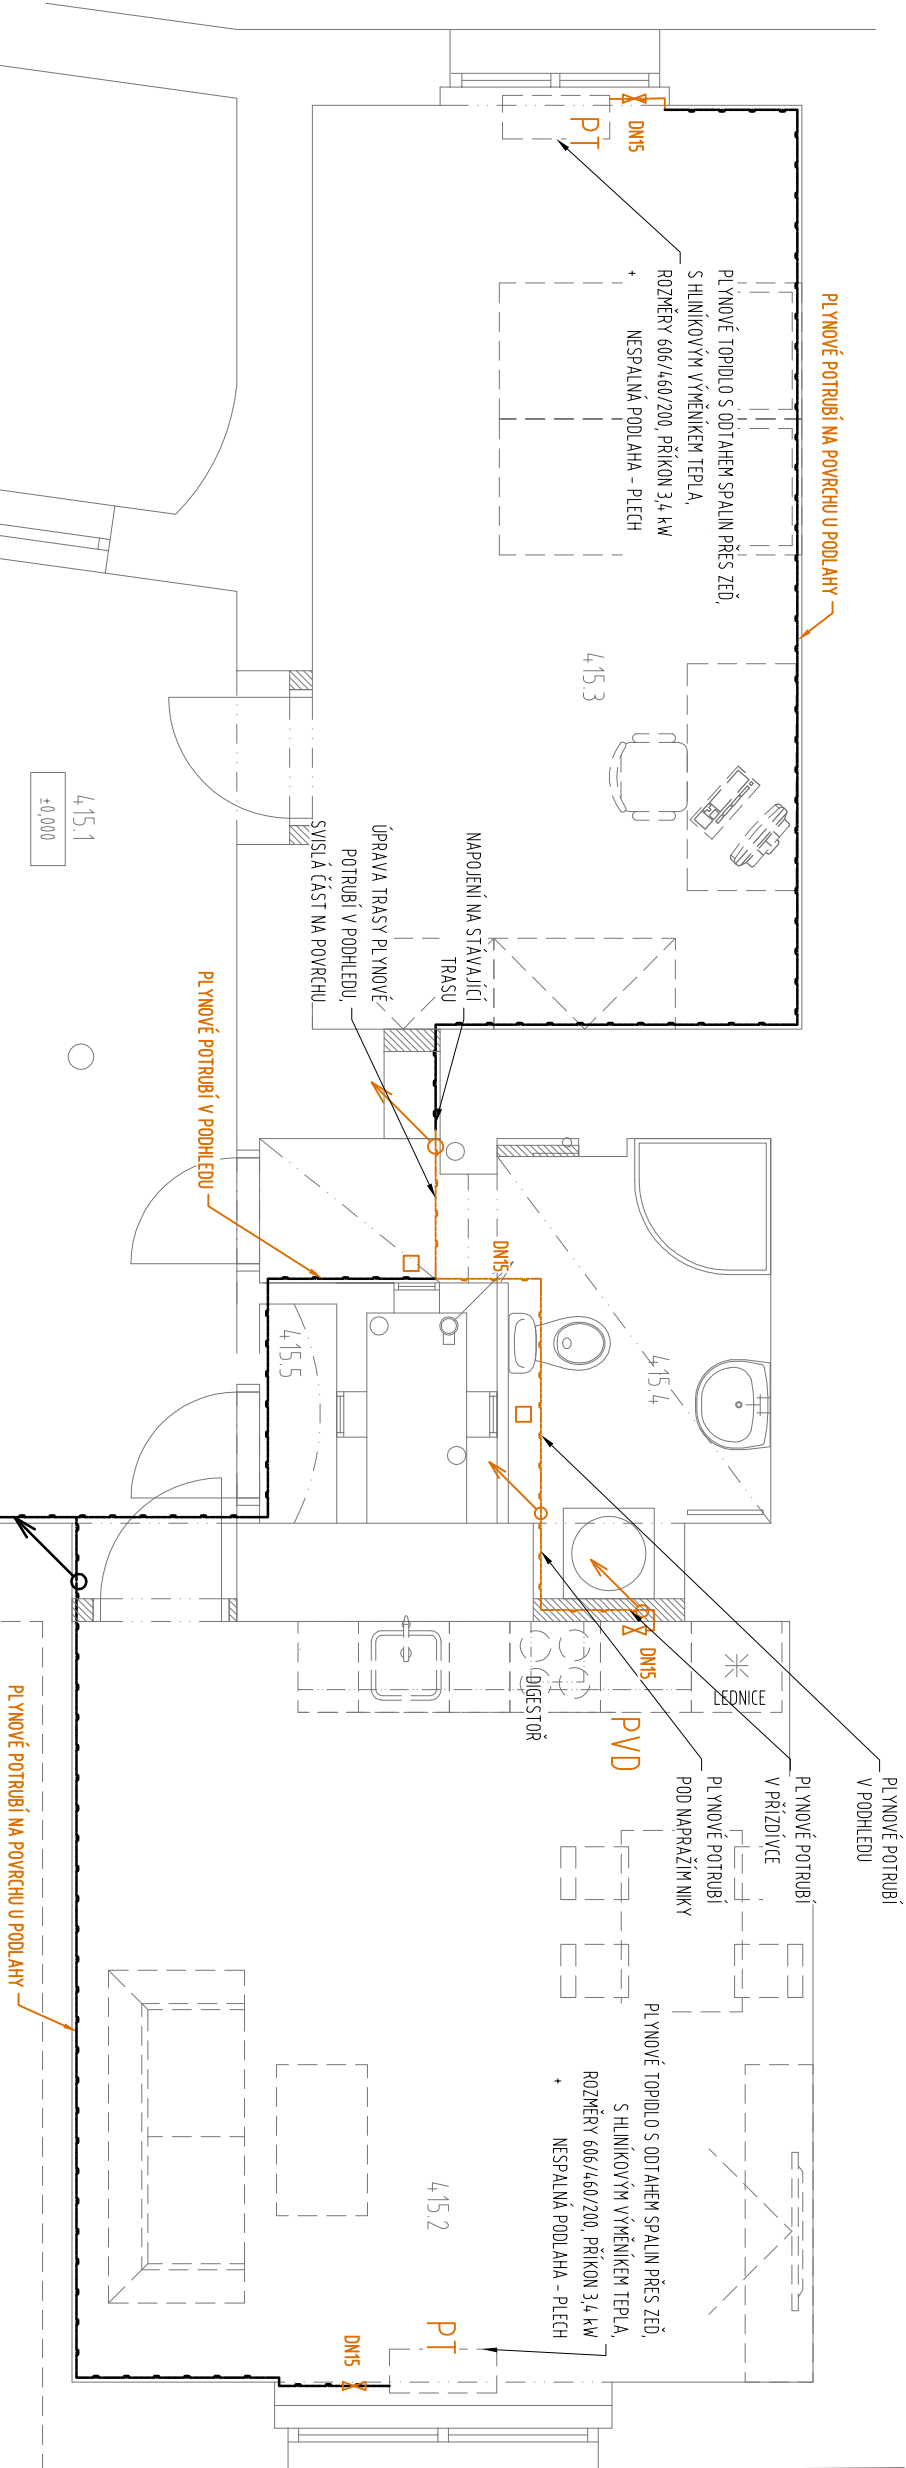 PLYNOVÉ POTRUBÍ NA POVRCHU U PODLAHY
DN15
PT
PLYNOVÉ TOPIDLO S ODTAHEM SPALIN PŘES ZEĎ,
S HLINÍKOVÝM VÝMĚNÍKEM TEPLA,
ROZMĚRY 606/460/200, PŘÍKON 3,4 kW
+ NESPALNÁ PODLAHA - PLECH
415.3
415.1
±0,000
NAPOJENÍ NA STÁVAJÍCÍ
TRASU
ÚPRAVA TRASY PLYNOVÉ
POTRUBÍ V PODHLEDU,
SVISLÁ ČÁST NA POVRCHU
PLYNOVÉ POTRUBÍ V PODHLEDU
DN15
415.4
415.5
DN15
LEDNICE
DIGESTOŘ
PVD
PLYNOVÉ POTRUBÍ
V PODHLEDU
PLYNOVÉ POTRUBÍ
V PŘIZDÍVCE
PLYNOVÉ POTRUBÍ
POD NAPRAŽÍM NIKY
PLYNOVÉ POTRUBÍ NA POVRCHU U PODLAHY
PLYNOVÉ TOPIDLO S ODTAHEM SPALIN PŘES ZEĎ,
S HLINÍKOVÝM VÝMĚNÍKEM TEPLA,
ROZMĚRY 606/460/200, PŘÍKON 3,4 kW
+ NESPALNÁ PODLAHA - PLECH
415.2
PT
DN15